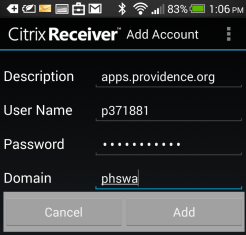 83% 1:06 PM
Citrix Receiver™ Add Account
Description apps.providence.org
User Name p371881
Password •••••••••••
Domain phswa
Cancel Add